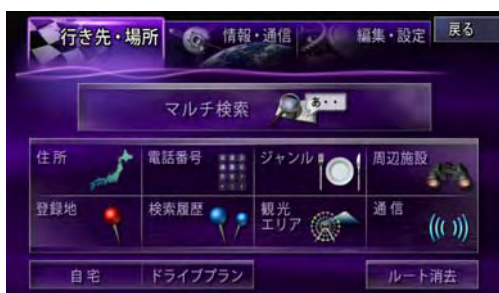 行き先・場所
情報・通信
編集・設定
戻る
マルチ検索
あ・・
住所
電話番号
ジャンル
周辺施設
登録地
検索履歴
観光
エリア
通信
自宅
ドライブプラン
ルート消去